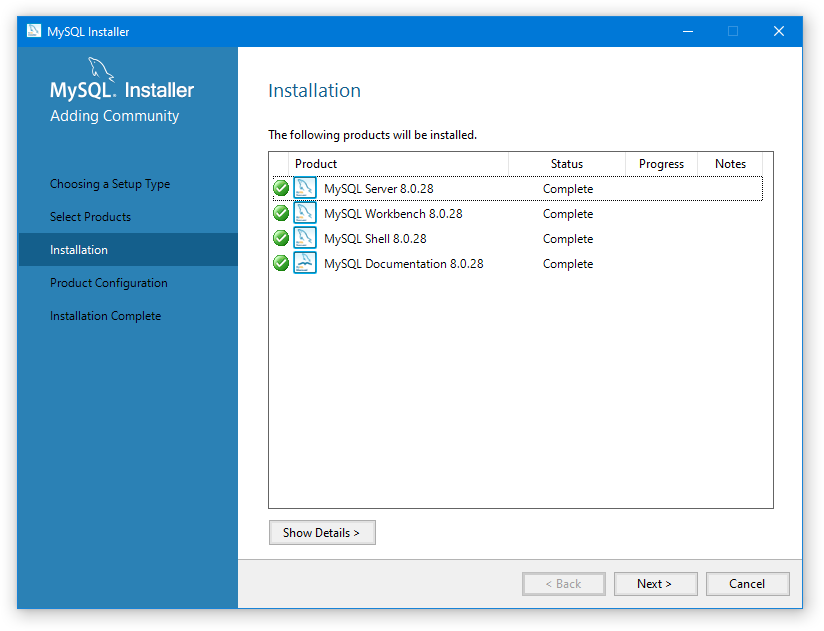 MySQL Installer
MySQL. Installer
Adding Community
Choosing a Setup Type
Select Products
Installation
Product Configuration
Installation Complete
Installation
The following products will be installed.
Product Status Progress Notes
MySQL Server 8.0.28 Complete
MySQL Workbench 8.0.28 Complete
MySQL Shell 8.0.28 Complete
MySQL Documentation 8.0.28 Complete
Show Details >
< Back Next > Cancel